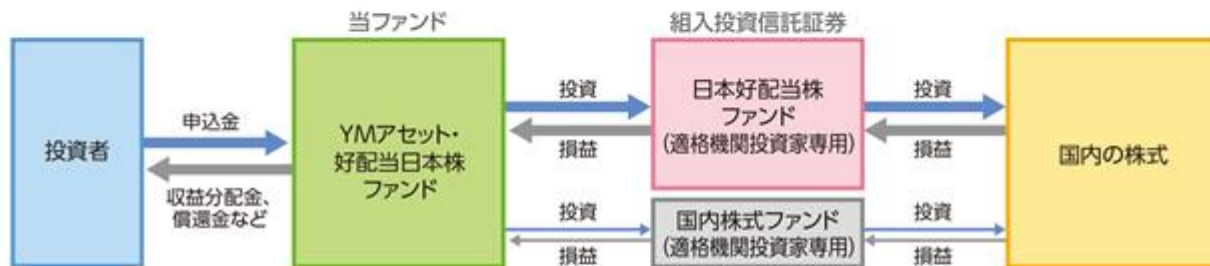 当ファンド
組入投資信託証券
投資者
申込金
収益分配金、
償還金など
YMアセット・
好配当日本株
ファンド
投資
損益
日本好配当株
ファンド
(適格機関投資家専用)
投資
損益
国内の株式
投資
損益
国内株式ファンド
(適格機関投資家専用)
投資
損益